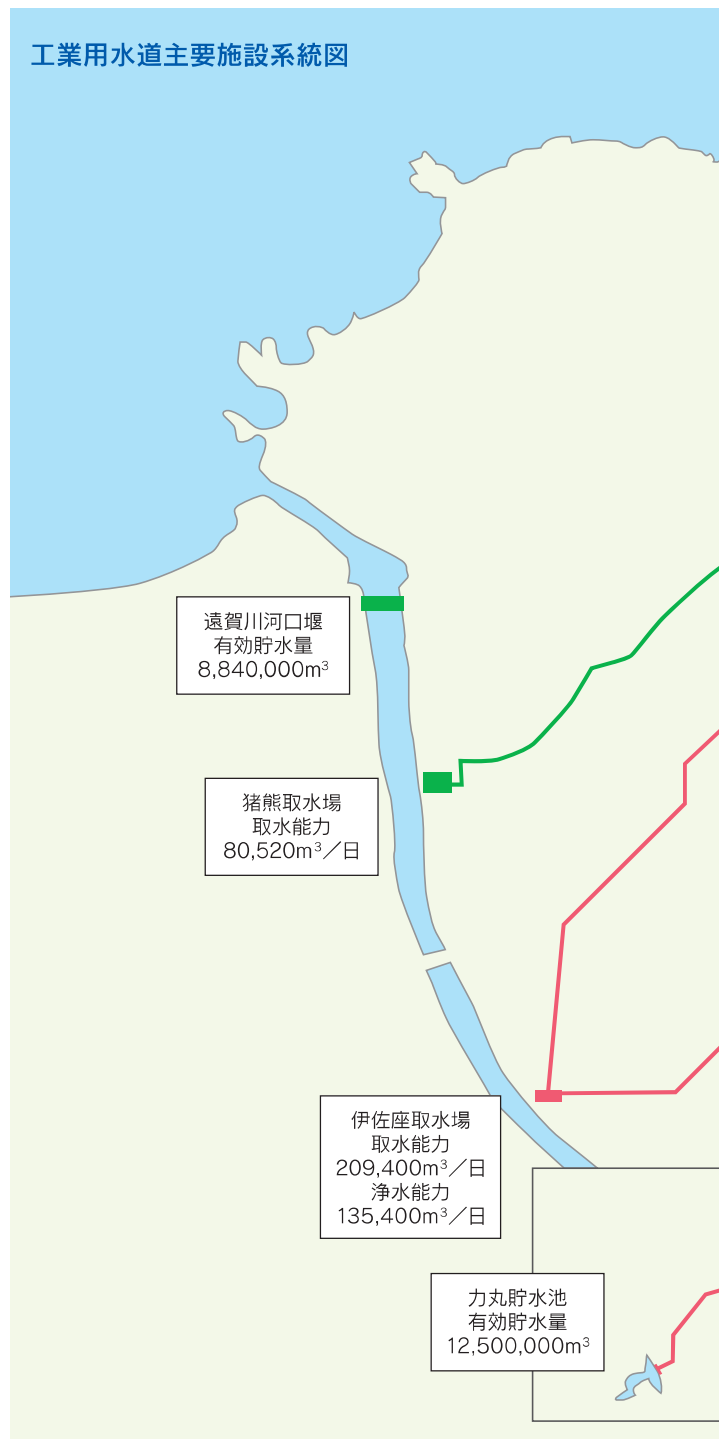 工業用水道主要施設系統図
遠賀川河口堰
有効貯水量
8,840,000m³
猪熊取水場
取水能力
80,520m³／日
伊佐座取水場
取水能力
209,400m³／日
浄水能力
135,400m³／日
力丸貯水池
有効貯水量
12,500,000m³